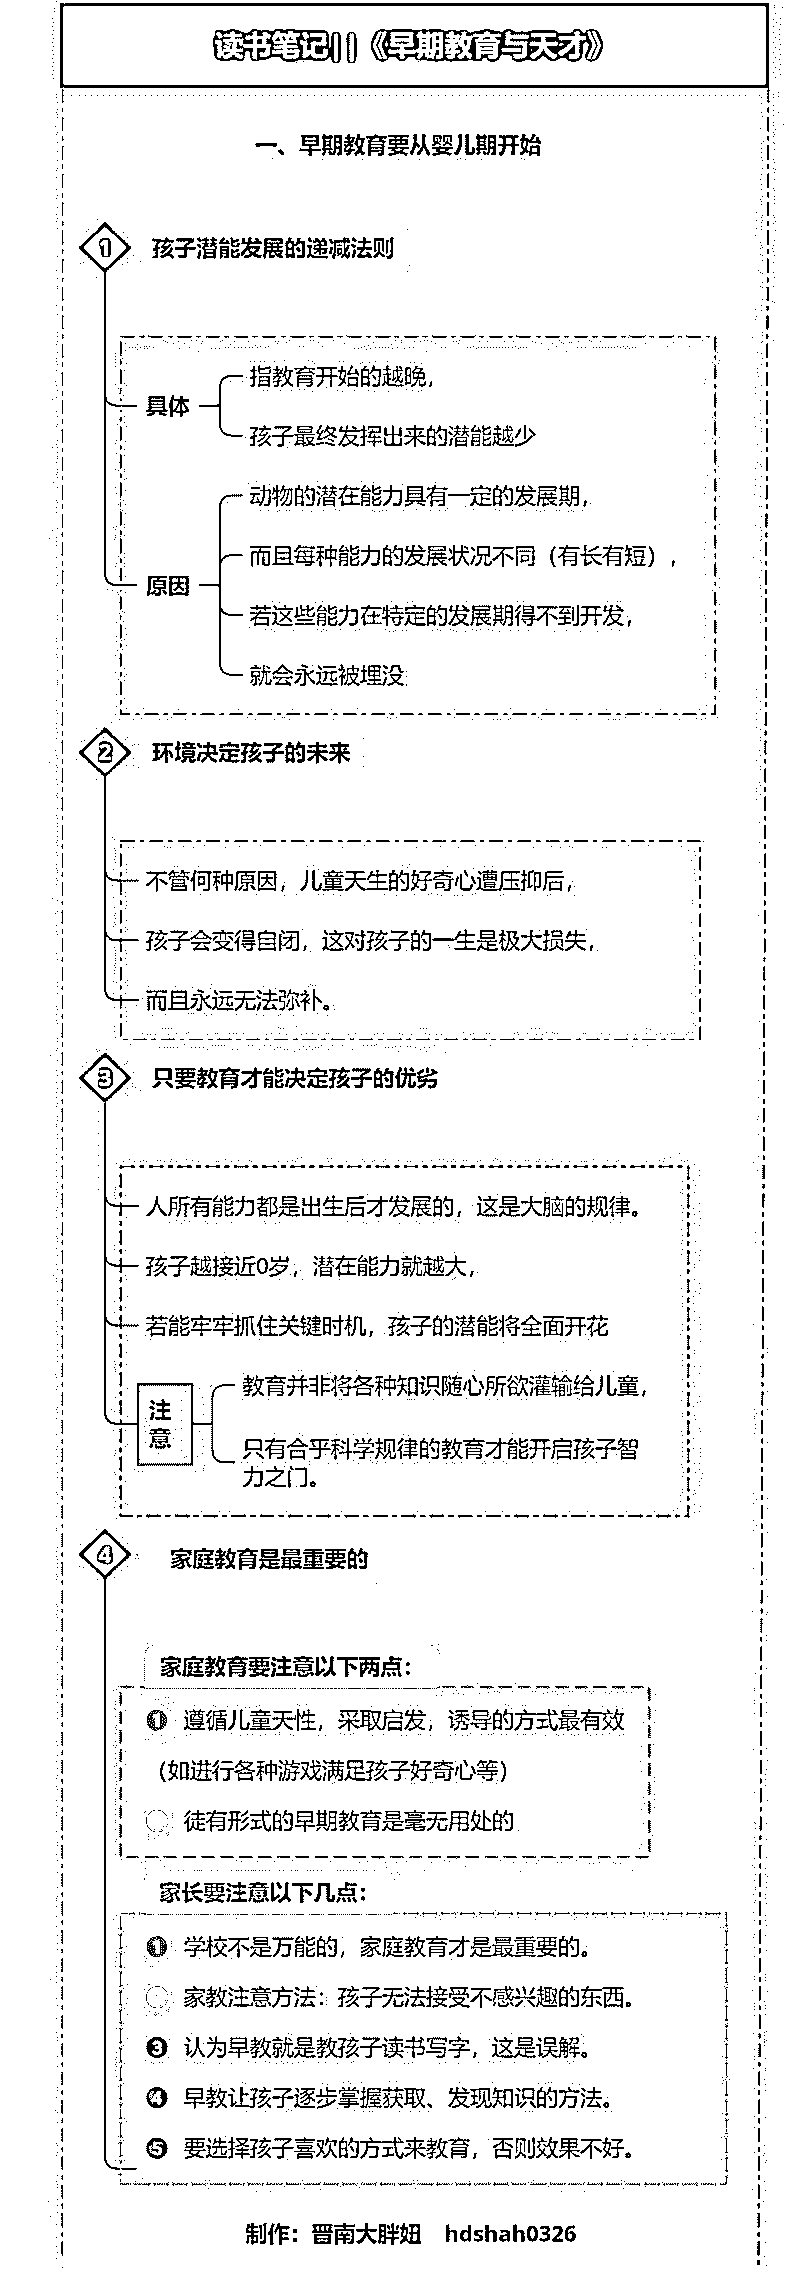 读书笔记||《早期教育与天才》
一、早期教育要从婴儿期开始
1 孩子潜能发展的递减法则
具体
指教育开始的越晚，
孩子最终发挥出来的潜能越少
原因
动物的潜在能力具有一定的发展期，
而且每种能力的发展状况不同（有长有短），
若这些能力在特定的发展期得不到开发，
就会永远被埋没
2 环境决定孩子的未来
不管何种原因，儿童天生的好奇心遭压抑后，
孩子会变得自闭，这对孩子的一生是极大损失，
而且永远无法弥补。
3 只要教育才能决定孩子的优劣
人所有能力都是出生后才发展的，这是大脑的规律。
孩子越接近0岁，潜在能力就越大，
若能牢牢抓住关键时机，孩子的潜能将全面开花
注意
教育并非将各种知识随心所欲灌输给儿童，
只有合乎科学规律的教育才能开启孩子智
力之门。
4 家庭教育是最重要的
家庭教育要注意以下两点：
❶ 遵循儿童天性，采取启发，诱导的方式最有效
（如进行各种游戏满足孩子好奇心等）
徒有形式的早期教育是毫无用处的
家长要注意以下几点：
❶ 学校不是万能的，家庭教育才是最重要的。
家教注意方法：孩子无法接受不感兴趣的东西。
❸ 认为早教就是教孩子读书写字，这是误解。
❹ 早教让孩子逐步掌握获取、发现知识的方法。
❺ 要选择孩子喜欢的方式来教育，否则效果不好。
制作：晋南大胖妞 hdshah0326